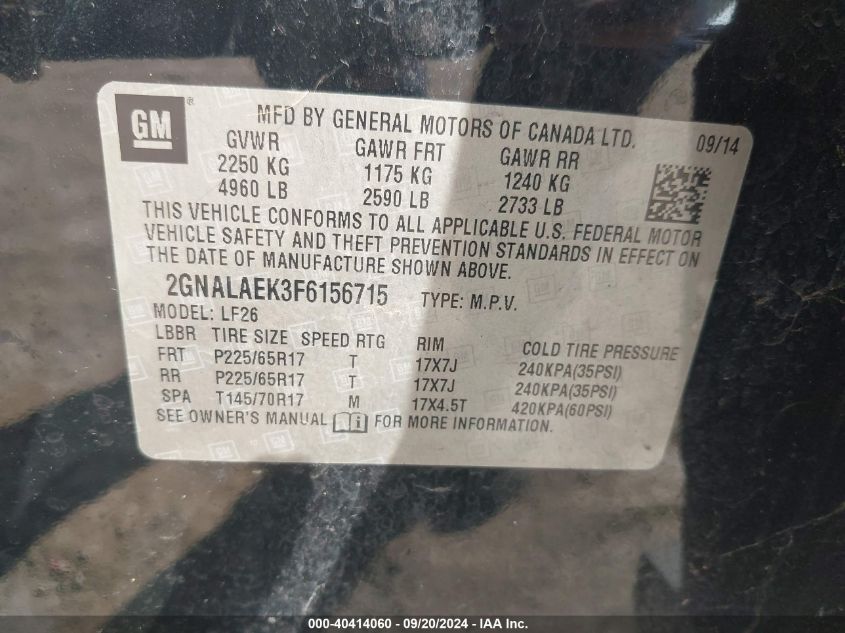 GM ®
MFD BY GENERAL MOTORS OF CANADA LTD. 09/14
GVWR GAWR FRT GAWR RR
2250 KG 1175 KG 1240 KG
4960 LB 2590 LB 2733 LB
THIS VEHICLE CONFORMS TO ALL APPLICABLE U.S. FEDERAL MOTOR
VEHICLE SAFETY AND THEFT PREVENTION STANDARDS IN EFFECT ON
THE DATE OF MANUFACTURE SHOWN ABOVE.
2GNALAEK3F6156715 TYPE: M.P.V.
MODEL: LF26
LBBR TIRE SIZE SPEED RTG RIM COLD TIRE PRESSURE
FRT P225/65R17 T 17X7J 240KPA(35PSI)
RR P225/65R17 T 17X7J 240KPA(35PSI)
SPA T145/70R17 M 17X4.5T 420KPA(60PSI)
SEE OWNER'S MANUAL i FOR MORE INFORMATION.
000-40414060 - 09/20/2024 - IAA Inc.